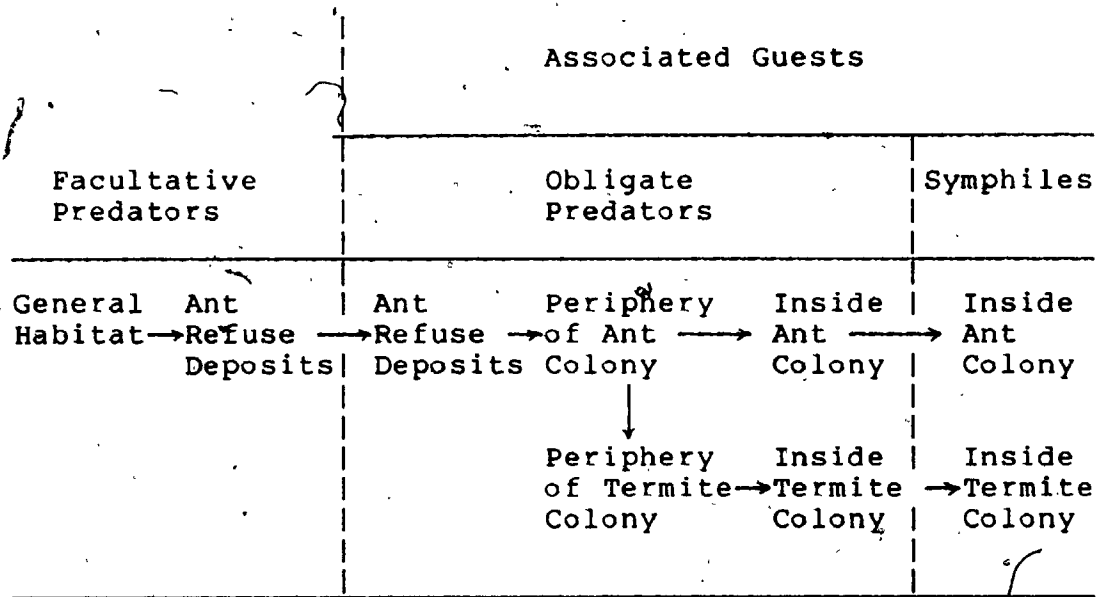 Associated Guests
Facultative Obligate Symphiles
Predators Predators
General Ant Ant Periphery Inside Inside
Habitat→Refuse →Refuse →of Ant → Ant → Ant
Deposits Deposits Colony Colony Colony
Periphery Inside Inside
of Termite→Termite →Termite
Colony Colony Colony